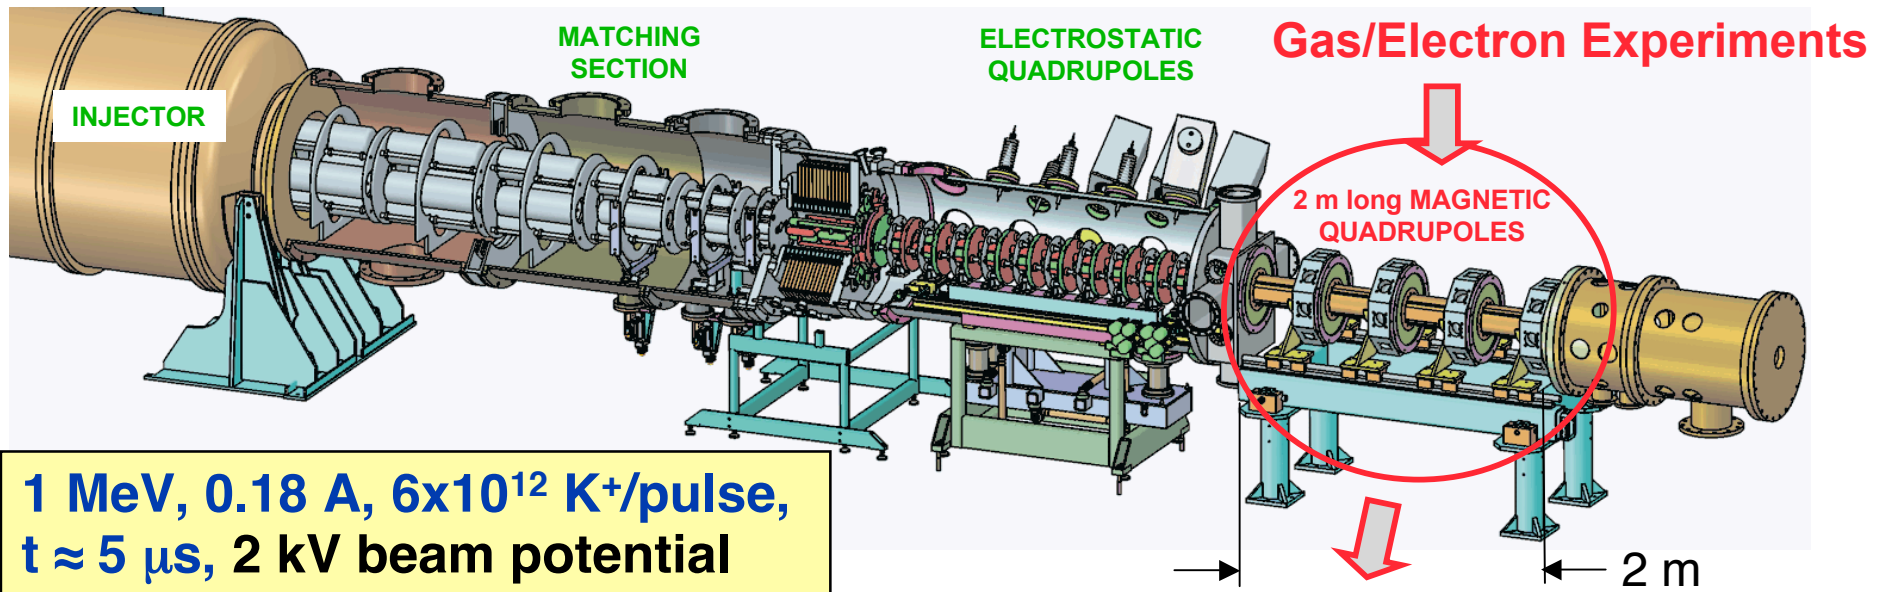 INJECTOR
MATCHING
SECTION
ELECTROSTATIC
QUADRUPOLES
Gas/Electron Experiments
2 m long MAGNETIC
QUADRUPOLES
1 MeV, 0.18 A, 6x10¹² K⁺/pulse,
t ≈ 5 μs, 2 kV beam potential
2 m